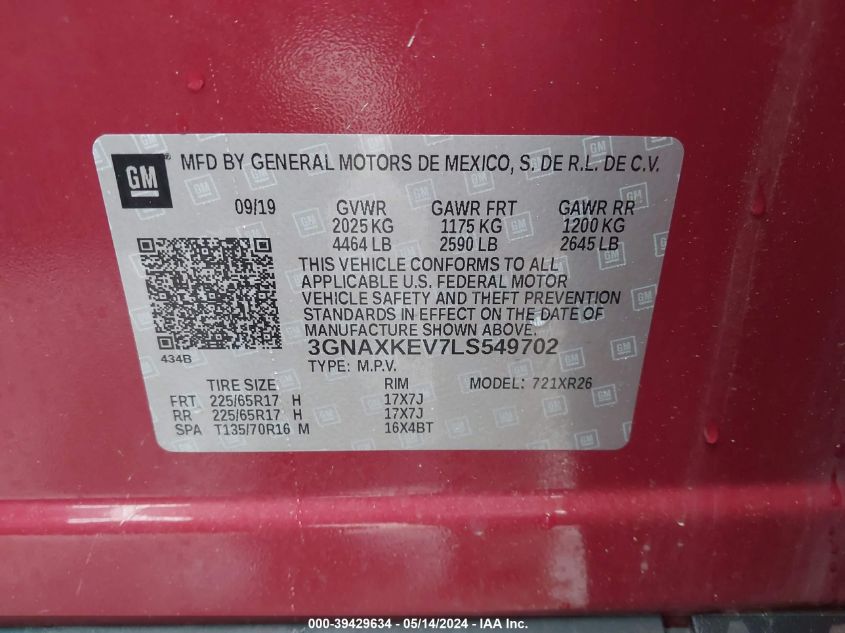 GM
MFD BY GENERAL MOTORS DE MEXICO, S. DE R.L. DE C.V.
09/19 GVWR GAWR FRT GAWR RR
2025 KG 1175 KG 1200 KG
4464 LB 2590 LB 2645 LB
THIS VEHICLE CONFORMS TO ALL
APPLICABLE U.S. FEDERAL MOTOR
VEHICLE SAFETY AND THEFT PREVENTION
STANDARDS IN EFFECT ON THE DATE OF
MANUFACTURE SHOWN ABOVE.
434B
3GNAXKEV7LS549702
TYPE: M.P.V.
TIRE SIZE RIM MODEL: 721XR26
FRT 225/65R17 H 17X7J
RR 225/65R17 H 17X7J
SPA T135/70R16 M 16X4BT
000-39429634 - 05/14/2024 - IAA Inc.